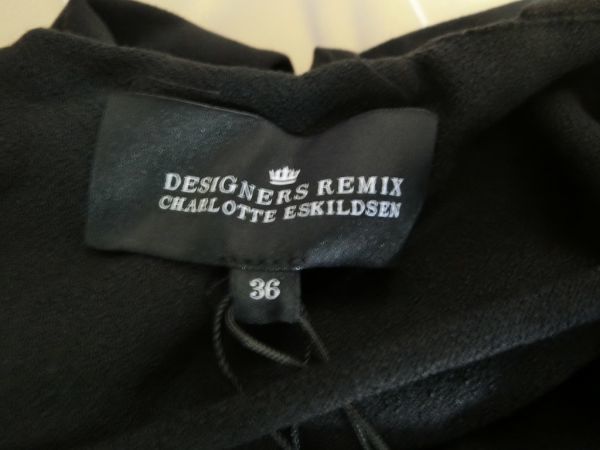 DESIGNERS REMIX
CHARLOTTE ESKILDSEN
36